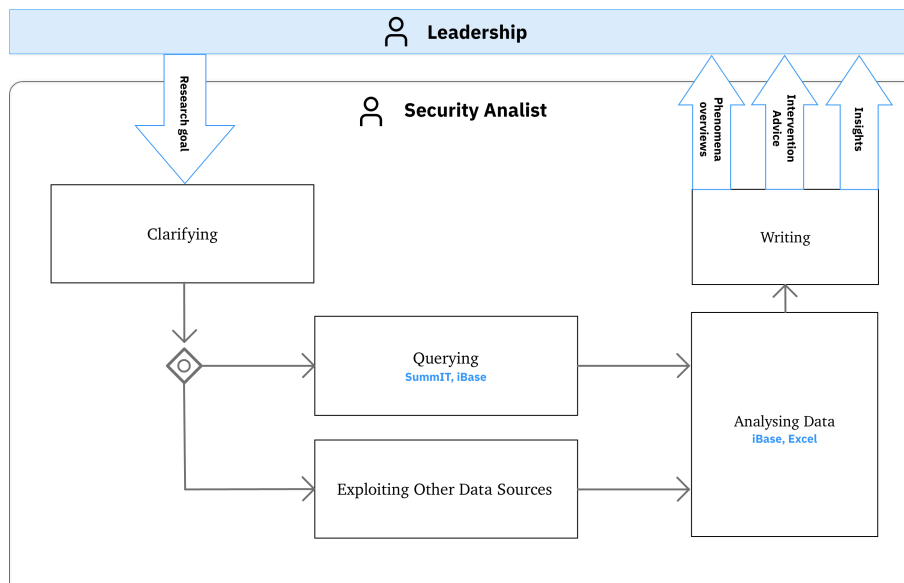 Leadership
Research goal
Security Analist
Phenomena
overviews
Intervention
Advice
Insights
Clarifying
Writing
Querying
SummIT, iBase
Analysing Data
iBase, Excel
Exploiting Other Data Sources